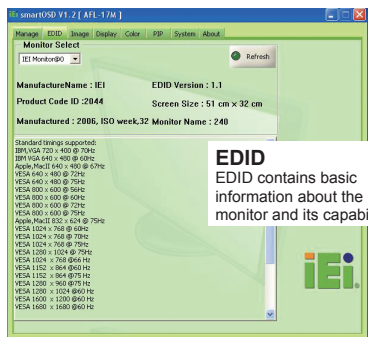 iEi smartOSD V1.2 [ AFL-17M ]
Manage EDID Image Display Color PIP System About
Monitor Select
IEI Monitor@0
Refresh
ManufactureName : IEI EDID Version : 1.1
Product Code ID :2044 Screen Size : 51 cm x 32 cm
Manufactured : 2006, ISO week,32 Monitor Name : 240
Standard timings supported:
IBM,VGA 720 x 400 @ 70Hz
IBM VGA 640 x 480 @ 60Hz
Apple,MacII 640 x 480 @ 67Hz
VESA 640 x 480 @ 72Hz
VESA 640 x 480 @ 75Hz
VESA 800 x 600 @ 56Hz
VESA 800 x 600 @ 60Hz
VESA 800 x 600 @ 72Hz
VESA 800 x 600 @ 75Hz
Apple,MacII 832 x 624 @ 75Hz
VESA 1024 x 768 @ 60Hz
VESA 1024 x 768 @ 70Hz
VESA 1024 x 768 @ 75Hz
VESA 1280 x 1024 @ 75Hz
VESA 1024 x 768 @66 Hz
VESA 1152 x 864 @60 Hz
VESA 1152 x 864 @75 Hz
VESA 1280 x 960 @75 Hz
VESA 1280 x 1024 @60 Hz
VESA 1600 x 1200 @60 Hz
VESA 1680 x 1680 @60 Hz
EDID
EDID contains basic
information about the
monitor and its capabi
iEi